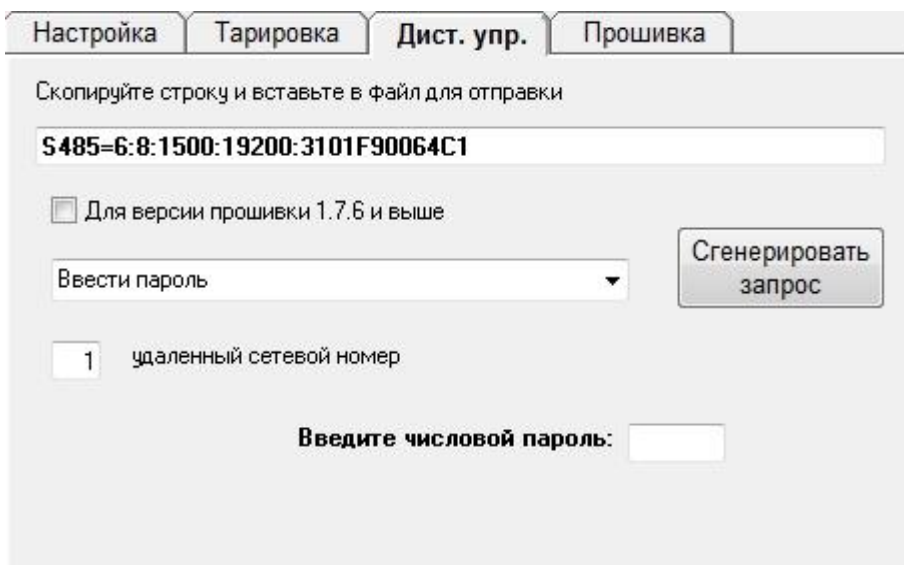 Настройка Тарировка Дист. упр. Прошивка
Скопируйте строку и вставьте в файл для отправки
S485=6:8:1500:19200:3101F90064C1
Для версии прошивки 1.7.6 и выше
Ввести пароль
Сгенерировать
запрос
1 удаленный сетевой номер
Введите числовой пароль: